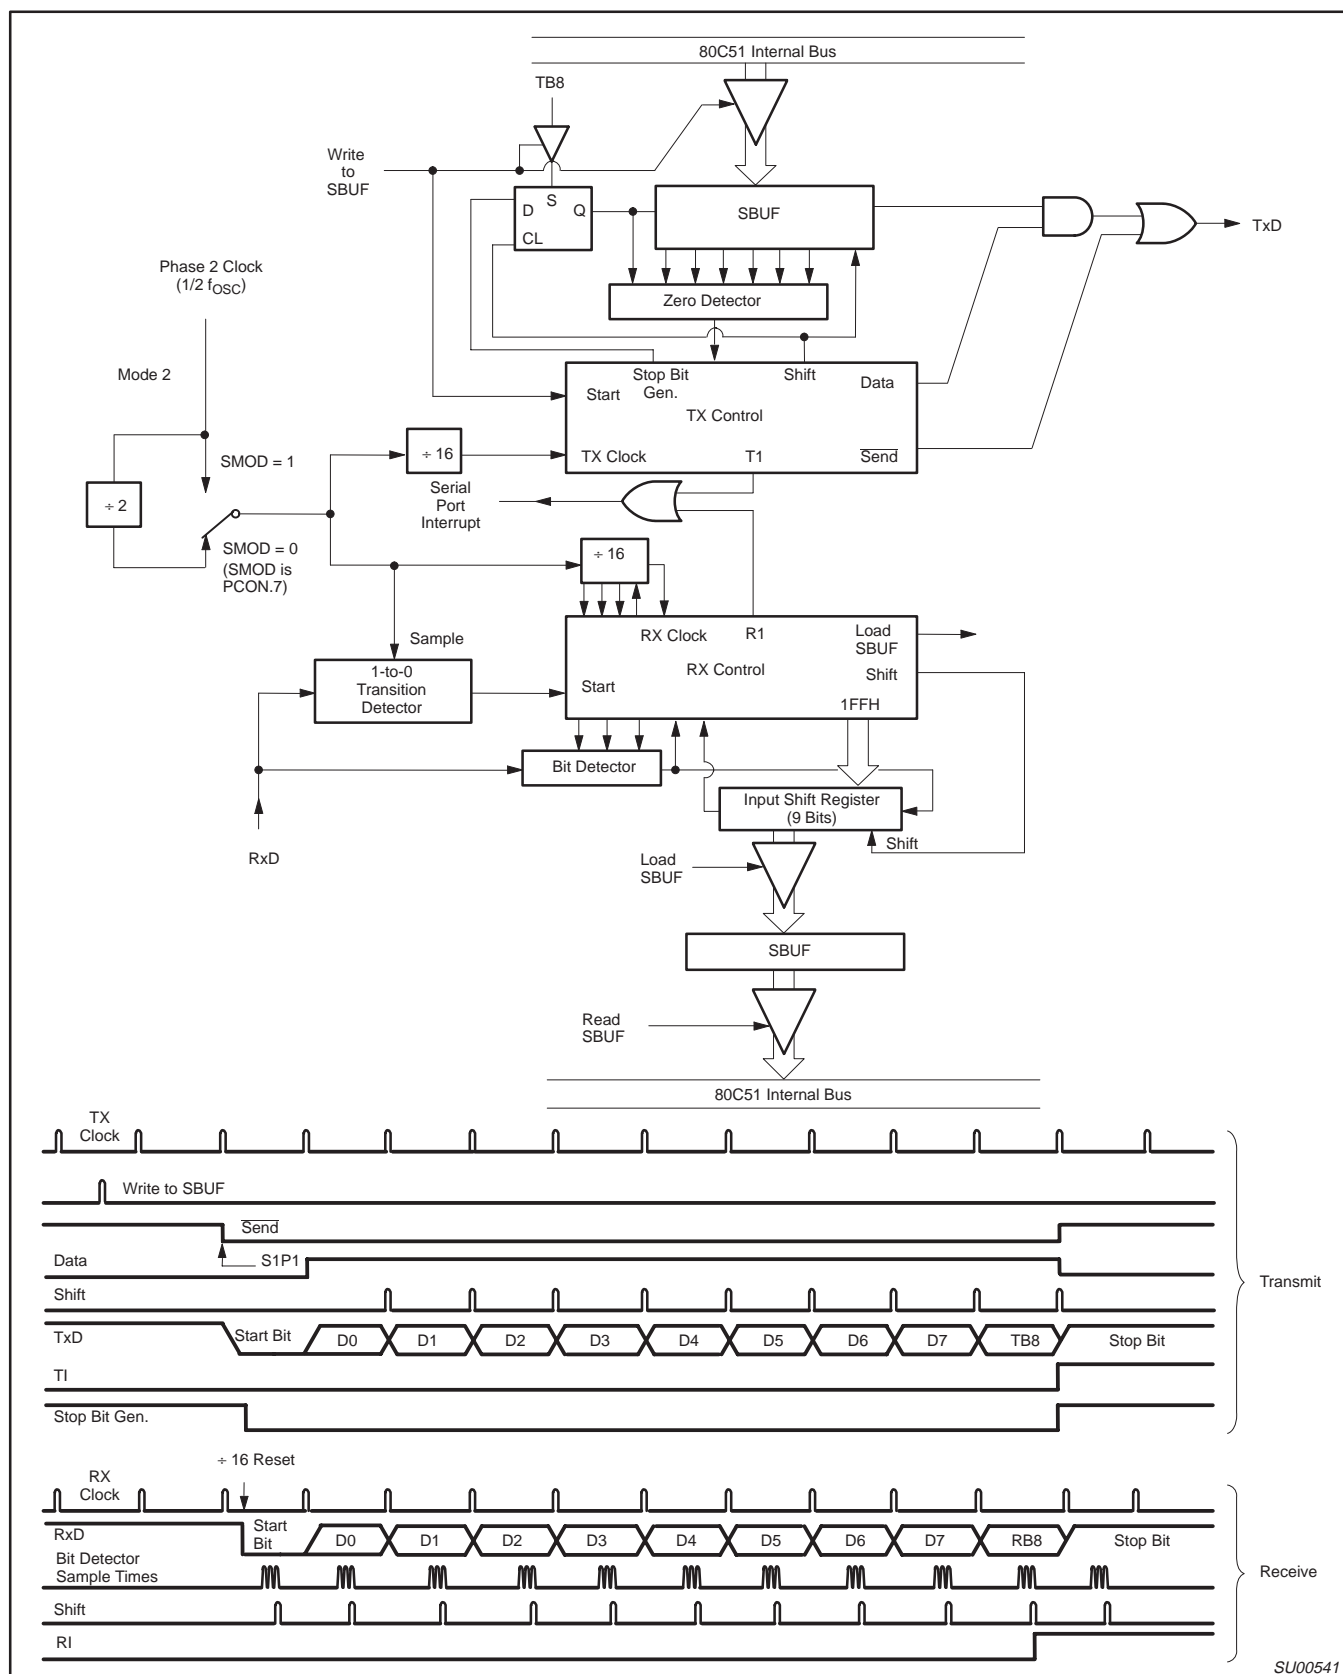 80C51 Internal Bus
TB8
Write
to
SBUF
D
S
Q
CL
SBUF
TxD
Phase 2 Clock
(1/2 fOSC)
Zero Detector
Mode 2
Stop Bit
Gen.
Shift
Data
Start
TX Control
SMOD = 1
÷ 16
TX Clock
T1
Send
÷ 2
Serial
Port
Interrupt
SMOD = 0
(SMOD is
PCON.7)
÷ 16
Sample
RX Clock
R1
Load
SBUF
1-to-0
Transition
Detector
Start
RX Control
Shift
1FFH
Bit Detector
Input Shift Register
(9 Bits)
RxD
Shift
Load
SBUF
SBUF
Read
SBUF
80C51 Internal Bus
TX
Clock
Write to SBUF
Send
Data
S1P1
Transmit
Shift
TxD
Start Bit
D0
D1
D2
D3
D4
D5
D6
D7
TB8
Stop Bit
TI
Stop Bit Gen.
÷ 16 Reset
RX
Clock
RxD
Start
Bit
D0
D1
D2
D3
D4
D5
D6
D7
RB8
Stop Bit
Bit Detector
Sample Times
Receive
Shift
RI
SU00541